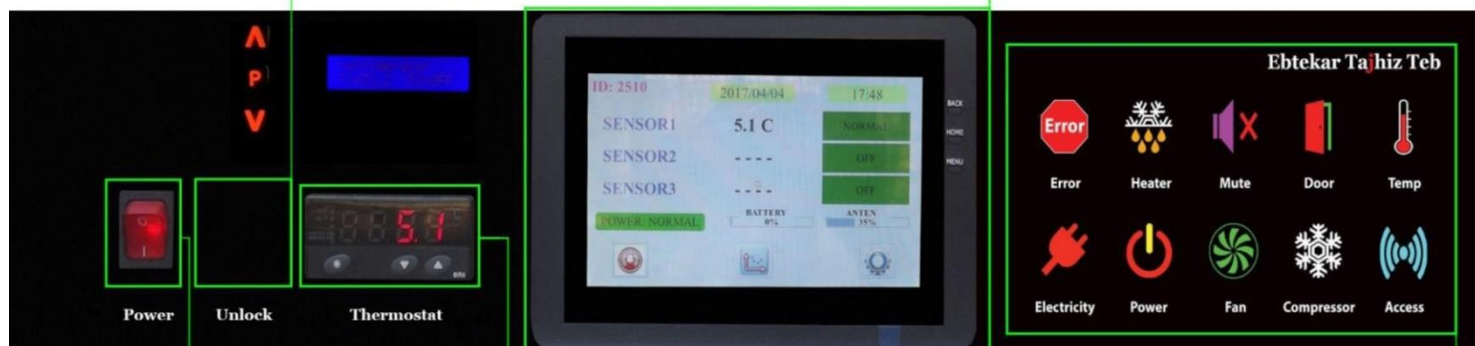 P
5.1
Power
Unlock
Thermostat
ID: 2510
2017/04/04
17:48
SENSOR1
5.1 C
NORMAL
SENSOR2
- - - -
OFF
SENSOR3
- - - -
OFF
POWER: NORMAL
BATTERY
0%
ANTEN
35%
BACK
HOME
MENU
Ebtekar Tajhiz Teb
Error
Error
Heater
Mute
Door
Temp
Electricity
Power
Fan
Compressor
Access